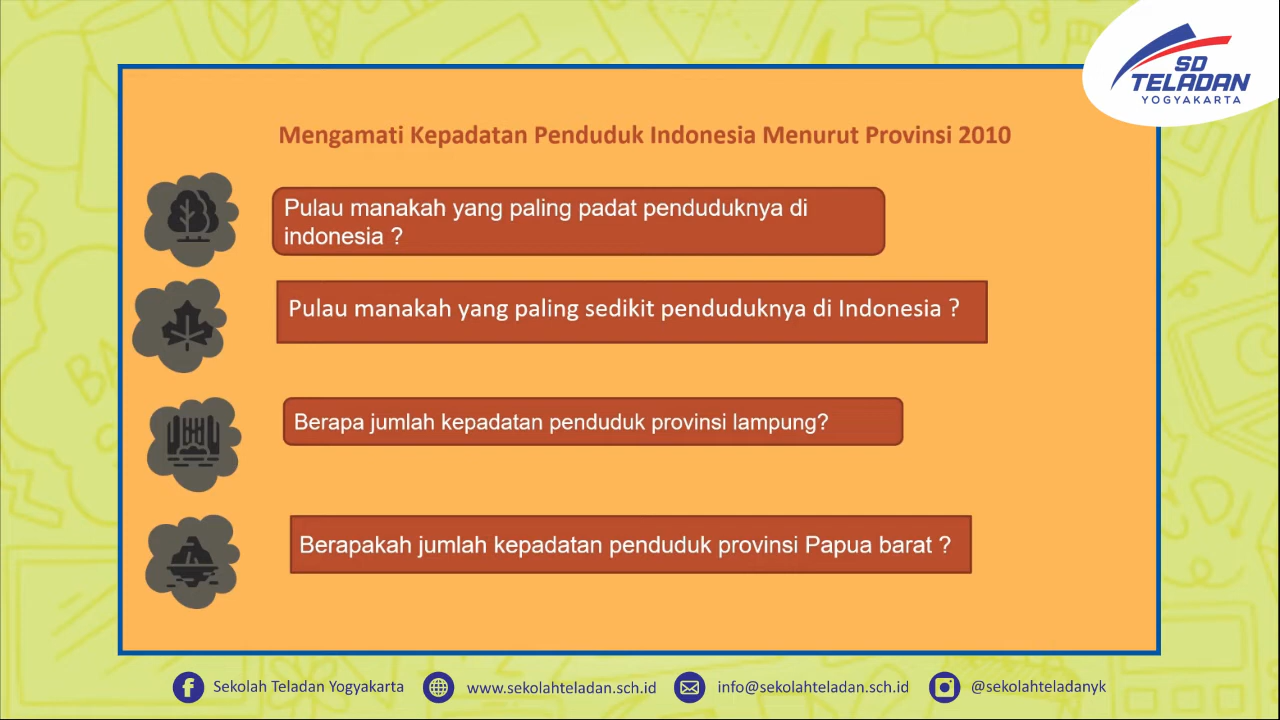 SD
TELADAN
YOGYAKARTA
Mengamati Kepadatan Penduduk Indonesia Menurut Provinsi 2010
Pulau manakah yang paling padat penduduknya di
indonesia ?
Pulau manakah yang paling sedikit penduduknya di Indonesia ?
Berapa jumlah kepadatan penduduk provinsi lampung?
Berapakah jumlah kepadatan penduduk provinsi Papua barat ?
Sekolah Teladan Yogyakarta
www.sekolahteladan.sch.id
info@sekolahteladan.sch.id
@sekolahteladanyk